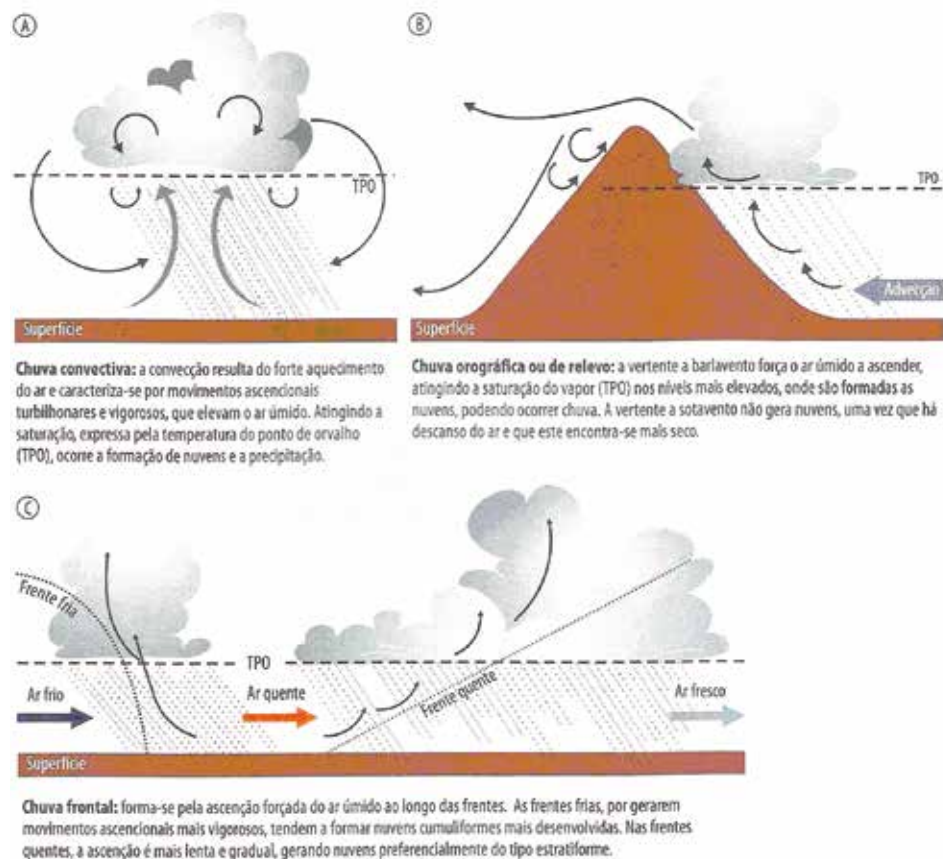 A
TPO
Superfície
Chuva convectiva: a convecção resulta do forte aquecimento
do ar e caracteriza-se por movimentos ascencionais
turbilhonares e vigorosos, que elevam o ar úmido. Atingindo a
saturação, expressa pela temperatura do ponto de orvalho
(TPO), ocorre a formação de nuvens e a precipitação.
B
TPO
Advecção
Superfície
Chuva orográfica ou de relevo: a vertente a barlavento força o ar úmido a ascender,
atingindo a saturação do vapor (TPO) nos níveis mais elevados, onde são formadas as
nuvens, podendo ocorrer chuva. A vertente a sotavento não gera nuvens, uma vez que há
descanso do ar e que este encontra-se mais seco.
C
Frente fria
TPO
Ar frio
Ar quente
Frente quente
Ar fresco
Superfície
Chuva frontal: forma-se pela ascenção forçada do ar úmido ao longo das frentes. As frentes frias, por gerarem
movimentos ascencionais mais vigorosos, tendem a formar nuvens cumuliformes mais desenvolvidas. Nas frentes
quentes, a ascenção é mais lenta e gradual, gerando nuvens preferencialmente do tipo estratiforme.